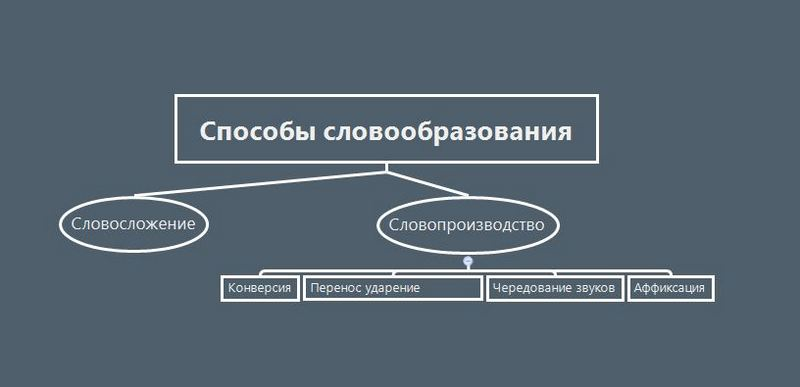 Способы словообразования
Словосложение
Словопроизводство
Конверсия
Перенос ударение
Чередование звуков
Аффиксация